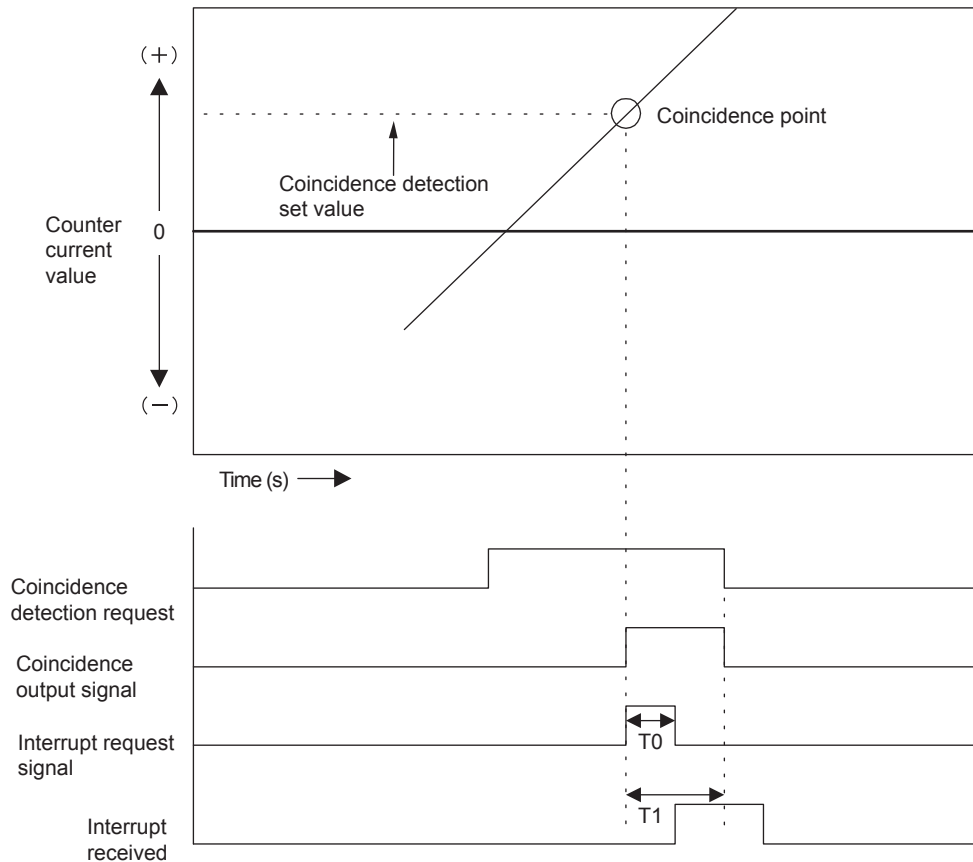 (+)
Coincidence point
Coincidence detection
set value
Counter
current
value
0
(−)
Time (s)
Coincidence
detection request
Coincidence
output signal
Interrupt request
signal
T0
T1
Interrupt
received